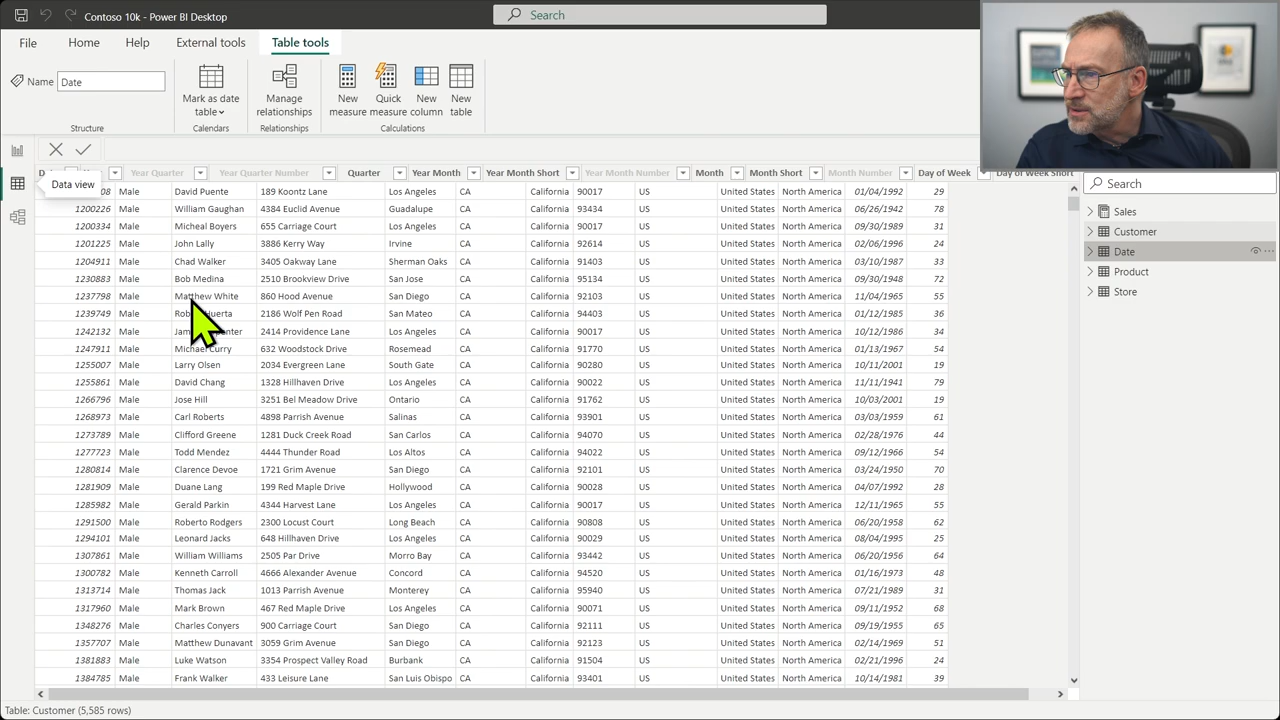 Contoso 10k - Power BI Desktop
Search
File Home Help External tools Table tools
Name Date
Mark as date table
Manage relationships
New measure
Quick measure
New column
New table
Structure Calendars Relationships Calculations
Data view
Year Quarter Year Quarter Number Quarter Year Month Year Month Short Year Month Number Month Month Short Month Number Day of Week Day of Week Short
Male David Puente 189 Koontz Lane Los Angeles CA California 90017 US United States North America 01/04/1992 29
1200226 Male William Gaughan 4384 Euclid Avenue Guadalupe CA California 93434 US United States North America 06/26/1942 78
1200334 Male Micheal Boyers 655 Carriage Court Los Angeles CA California 90017 US United States North America 09/30/1989 31
1201225 Male John Lally 3886 Kerry Way Irvine CA California 92614 US United States North America 02/06/1996 24
1204911 Male Chad Walker 3405 Oakway Lane Sherman Oaks CA California 91403 US United States North America 03/10/1987 33
1230883 Male Bob Medina 2510 Brookview Drive San Jose CA California 95134 US United States North America 09/30/1948 72
1237798 Male Matthew White 860 Hood Avenue San Diego CA California 92103 US United States North America 11/04/1965 55
1239749 Male 2186 Wolf Pen Road San Mateo CA California 94403 US United States North America 01/12/1985 36
1242132 Male 2414 Providence Lane Los Angeles CA California 90017 US United States North America 10/12/1986 34
1247911 Male Michael Curry 632 Woodstock Drive Rosemead CA California 91770 US United States North America 01/13/1967 54
1255007 Male Larry Olsen 2034 Evergreen Lane South Gate CA California 90280 US United States North America 10/11/2001 19
1255861 Male David Chang 1328 Hillhaven Drive Los Angeles CA California 90022 US United States North America 11/11/1941 79
1266796 Male Jose Hill 3251 Bel Meadow Drive Ontario CA California 91762 US United States North America 10/03/2001 19
1268973 Male Carl Roberts 4898 Parrish Avenue Salinas CA California 93901 US United States North America 03/03/1959 61
1273789 Male Clifford Greene 1281 Duck Creek Road San Carlos CA California 94070 US United States North America 02/28/1976 44
1277723 Male Todd Mendez 4444 Thunder Road Los Altos CA California 94022 US United States North America 09/12/1966 54
1280814 Male Clarence Devoe 1721 Grim Avenue San Diego CA California 92101 US United States North America 03/24/1950 70
1281909 Male Duane Lang 199 Red Maple Drive Hollywood CA California 90028 US United States North America 04/07/1992 28
1285982 Male Gerald Parkin 4344 Harvest Lane Los Angeles CA California 90017 US United States North America 12/11/1965 55
1291500 Male Roberto Rodgers 2300 Locust Court Long Beach CA California 90808 US United States North America 06/20/1958 62
1294101 Male Leonard Jacks 648 Hillhaven Drive Los Angeles CA California 90029 US United States North America 08/04/1995 25
1307861 Male William Williams 2505 Par Drive Morro Bay CA California 93442 US United States North America 06/20/1956 64
1300782 Male Kenneth Carroll 4666 Alexander Avenue Concord CA California 94520 US United States North America 01/16/1973 48
1313714 Male Thomas Jack 1013 Parrish Avenue Monterey CA California 95940 US United States North America 07/21/1989 31
1317960 Male Mark Brown 467 Red Maple Drive Los Angeles CA California 90071 US United States North America 09/11/1952 68
1348276 Male Charles Conyers 900 Carriage Court San Diego CA California 92111 US United States North America 09/19/1955 65
1357707 Male Matthew Dunavant 3059 Grim Avenue San Diego CA California 92123 US United States North America 02/14/1969 51
1381883 Male Luke Watson 3354 Prospect Valley Road Burbank CA California 91504 US United States North America 02/21/1996 24
1384785 Male Frank Walker 433 Leisure Lane San Luis Obispo CA California 93401 US United States North America 10/14/1981 39
Search
Sales
Customer
Date
Product
Store
Table: Customer (5,585 rows)